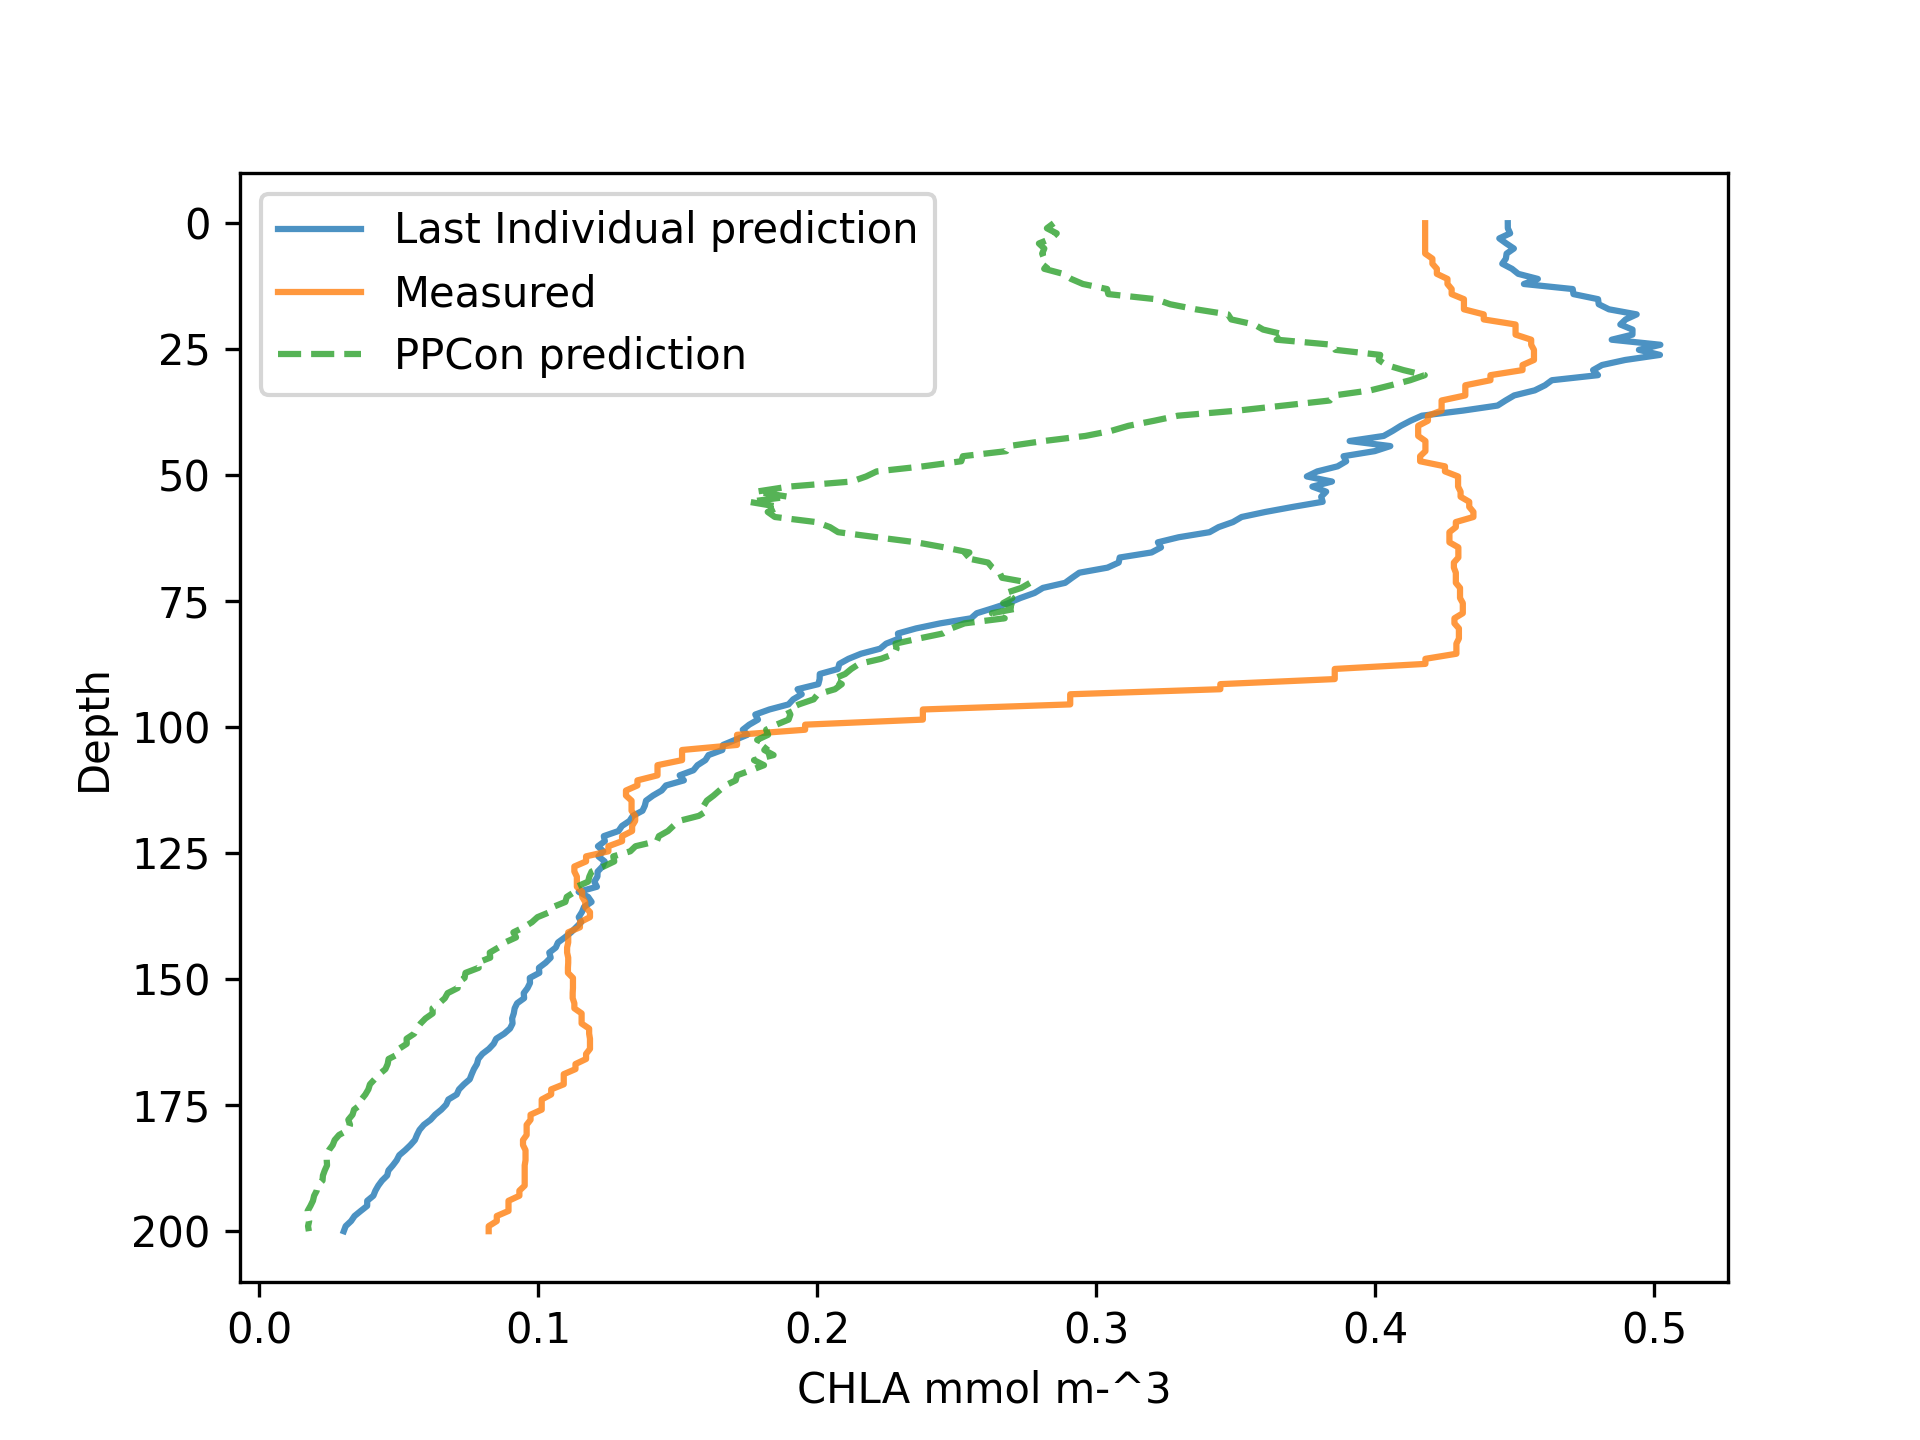 Last Individual prediction
Measured
PPCon prediction
0
25
50
75
100
125
150
175
200
Depth
0.0 0.1 0.2 0.3 0.4 0.5
CHLA mmol m-^3